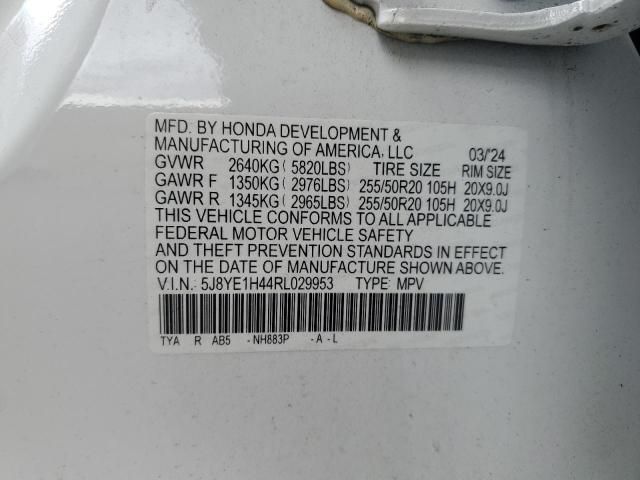 MFD. BY HONDA DEVELOPMENT &
MANUFACTURING OF AMERICA, LLC 03/'24
GVWR 2640KG ( 5820LBS ) TIRE SIZE RIM SIZE
GAWR F 1350KG ( 2976LBS ) 255/50R20 105H 20X9.0J
GAWR R 1345KG ( 2965LBS ) 255/50R20 105H 20X9.0J
THIS VEHICLE CONFORMS TO ALL APPLICABLE
FEDERAL MOTOR VEHICLE SAFETY
AND THEFT PREVENTION STANDARDS IN EFFECT
ON THE DATE OF MANUFACTURE SHOWN ABOVE.
V.I.N.: 5J8YE1H44RL029953 TYPE: MPV
TYA R AB5 -NH883P -A-L